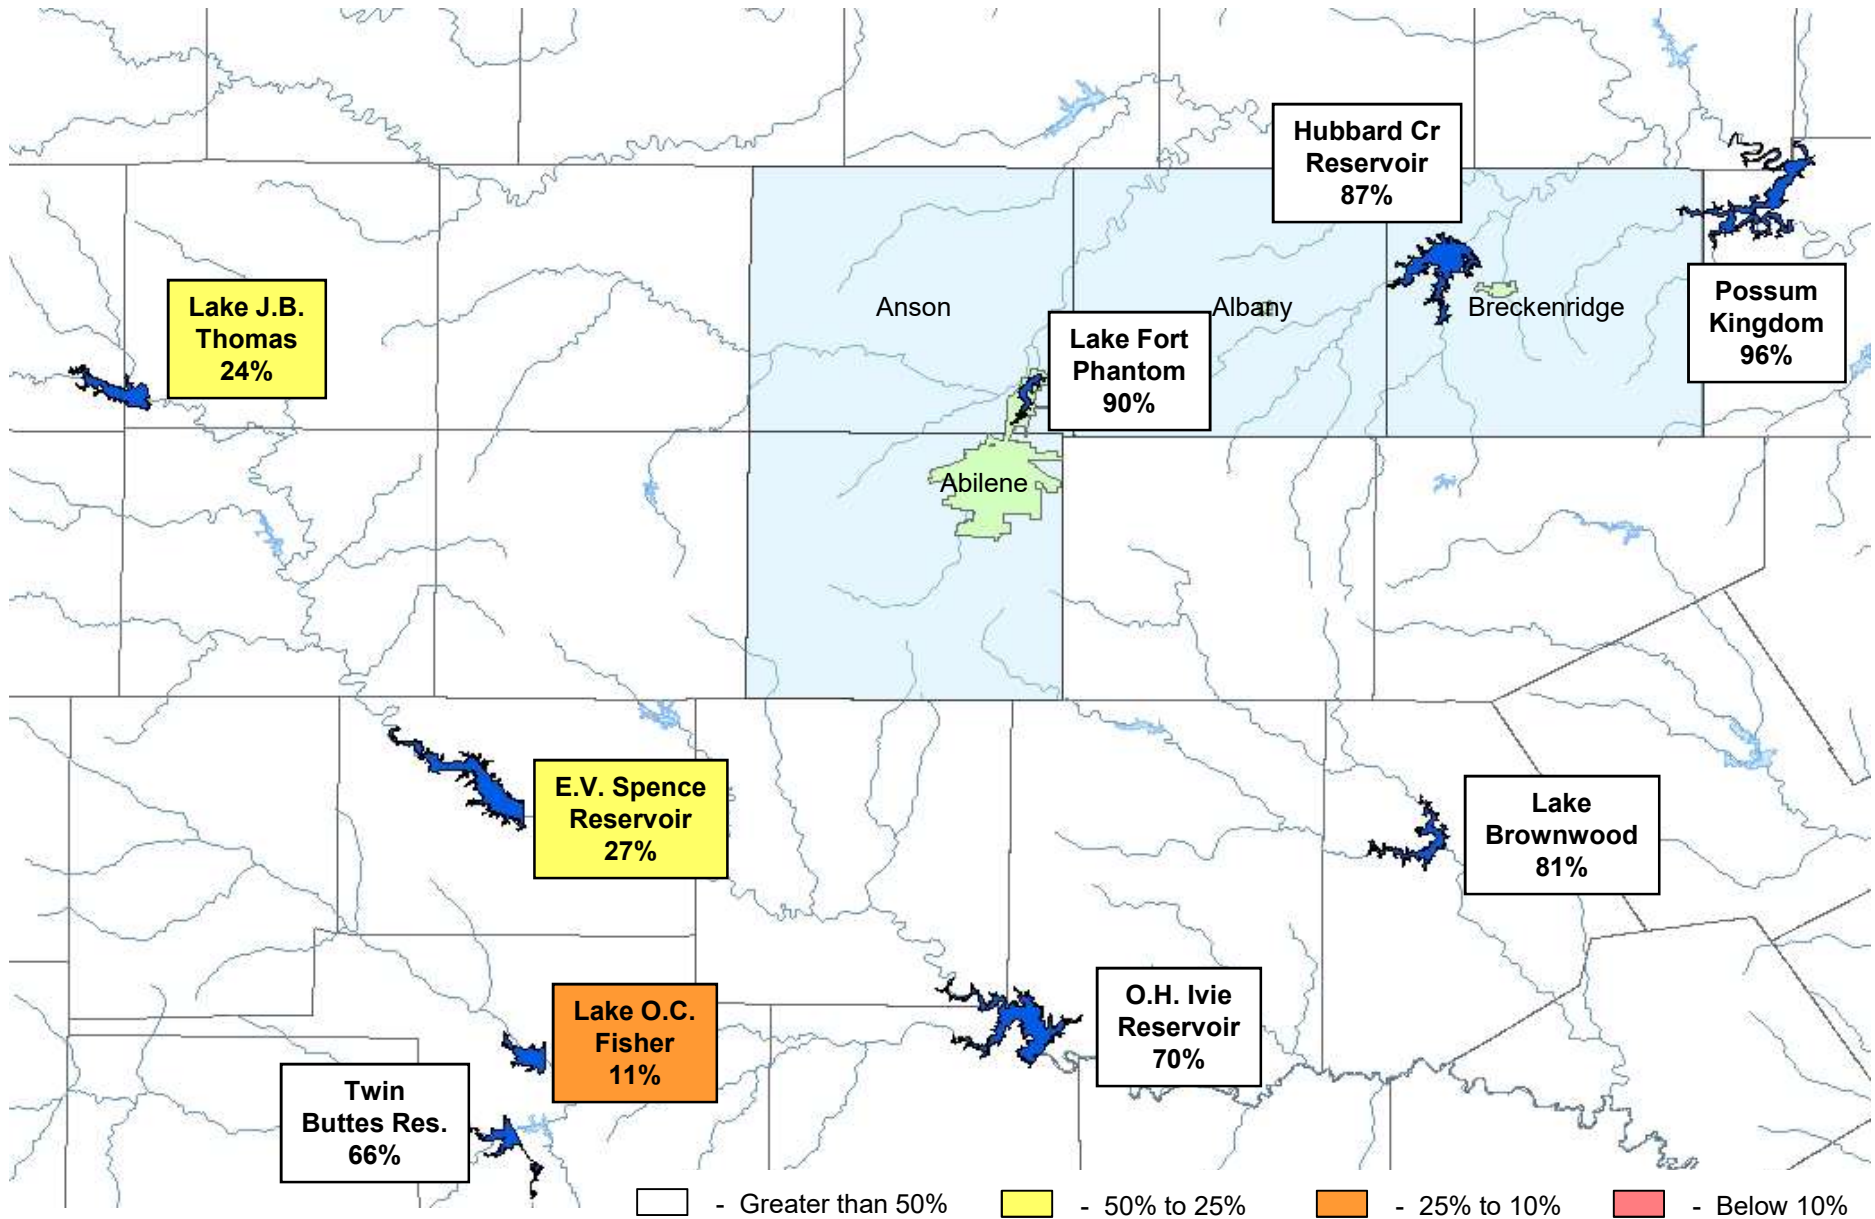 Hubbard Cr
Reservoir
87%
Possum
Kingdom
96%
Lake J.B.
Thomas
24%
Anson
Albany
Breckenridge
Lake Fort
Phantom
90%
Abilene
E.V. Spence
Reservoir
27%
Lake
Brownwood
81%
Lake O.C.
Fisher
11%
O.H. Ivie
Reservoir
70%
Twin
Buttes Res.
66%
- Greater than 50%
- 50% to 25%
- 25% to 10%
- Below 10%